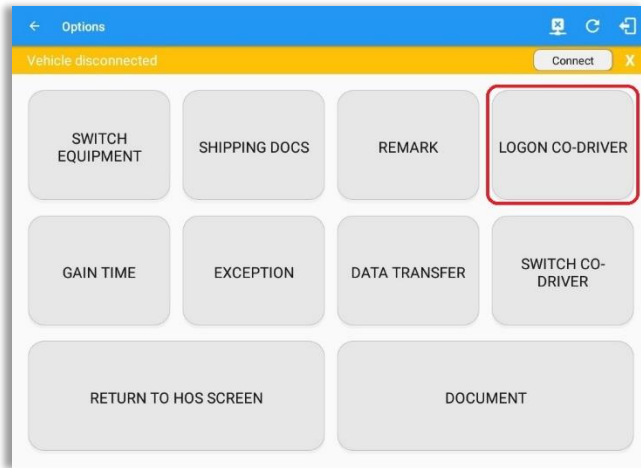 Options
Vehicle disconnected
Connect
X
SWITCH
EQUIPMENT
SHIPPING DOCS
REMARK
LOGON CO-DRIVER
GAIN TIME
EXCEPTION
DATA TRANSFER
SWITCH CO-
DRIVER
RETURN TO HOS SCREEN
DOCUMENT